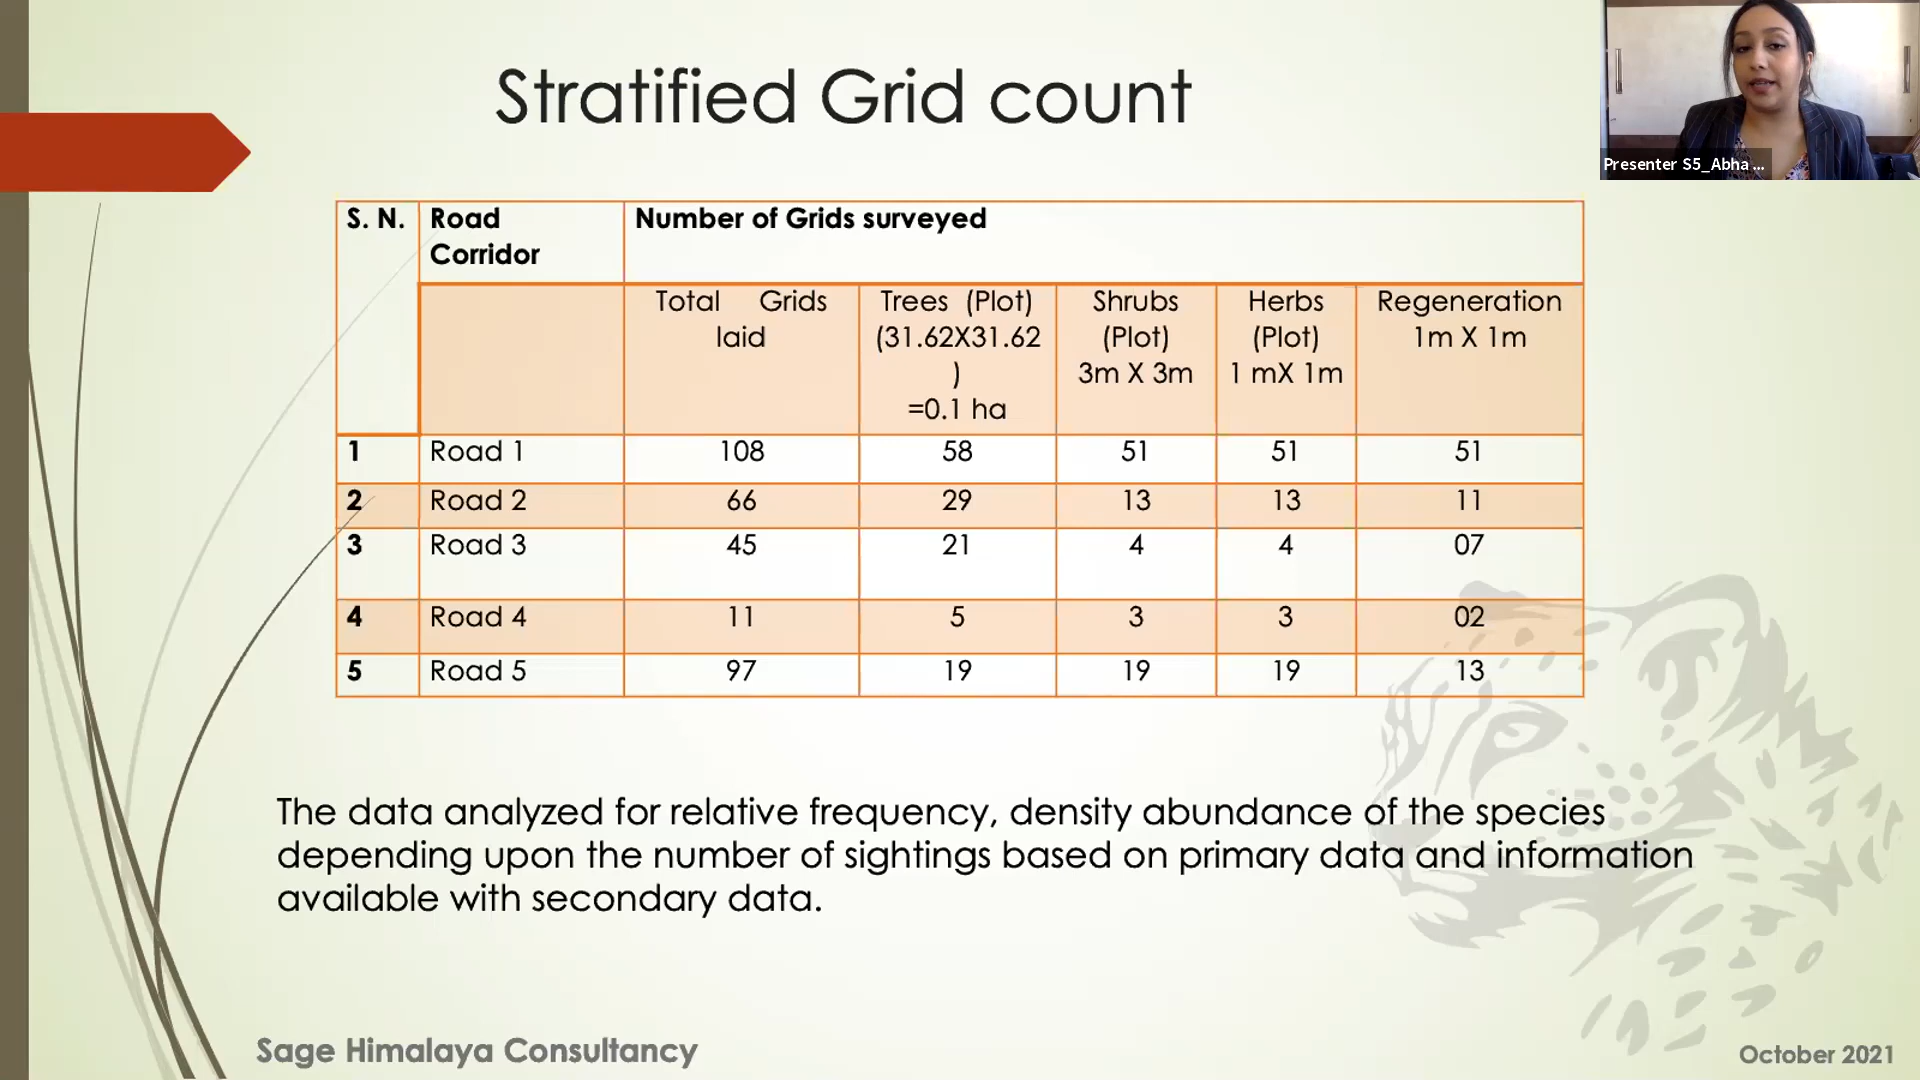 Stratified Grid count
Presenter S5_Abha ...
S. N. Road Number of Grids surveyed
Corridor
Total Grids Trees (Plot) Shrubs Herbs Regeneration
laid (31.62X31.62 (Plot) (Plot) 1m X 1m
) 3m X 3m 1 mX 1m
=0.1 ha
1 Road 1 108 58 51 51 51
2 Road 2 66 29 13 13 11
3 Road 3 45 21 4 4 07
4 Road 4 11 5 3 3 02
5 Road 5 97 19 19 19 13
The data analyzed for relative frequency, density abundance of the species
depending upon the number of sightings based on primary data and information
available with secondary data.
Sage Himalaya Consultancy
October 2021